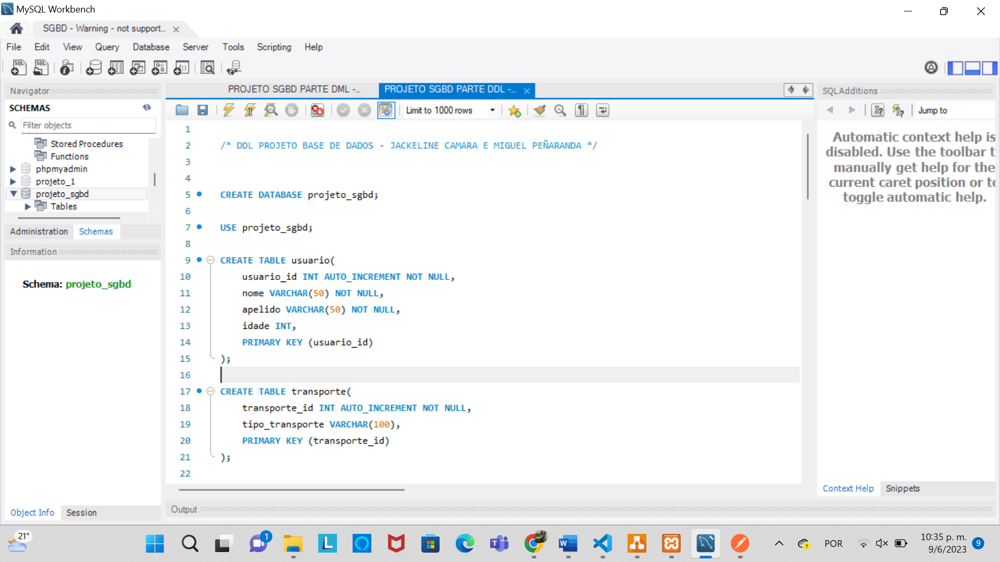 MySQL Workbench
SGBD - Warning - not support...
File Edit View Query Database Server Tools Scripting Help
Navigator
SCHEMAS
Filter objects
Stored Procedures
Functions
phpmyadmin
projeto_1
projeto_sgbd
Tables
Administration Schemas
Information
Schema: projeto_sgbd
Object Info Session
PROJETO SGBD PARTE DML -... PROJETO SGBD PARTE DDL -...
Limit to 1000 rows
1
2 /* DDL PROJETO BASE DE DADOS - JACKELINE CAMARA E MIGUEL PEÑARANDA */
3
4
5 CREATE DATABASE projeto_sgbd;
6
7 USE projeto_sgbd;
8
9 CREATE TABLE usuario(
10 usuario_id INT AUTO_INCREMENT NOT NULL,
11 nome VARCHAR(50) NOT NULL,
12 apelido VARCHAR(50) NOT NULL,
13 idade INT,
14 PRIMARY KEY (usuario_id)
15 );
16
17 CREATE TABLE transporte(
18 transporte_id INT AUTO_INCREMENT NOT NULL,
19 tipo_transporte VARCHAR(100),
20 PRIMARY KEY (transporte_id)
21 );
22
Output
SQLAdditions
Jump to
Automatic context help is
disabled. Use the toolbar t
manually get help for the
current caret position or to
toggle automatic help.
Context Help Snippets
21°
1
POR
10:35 p. m.
9/6/2023
9